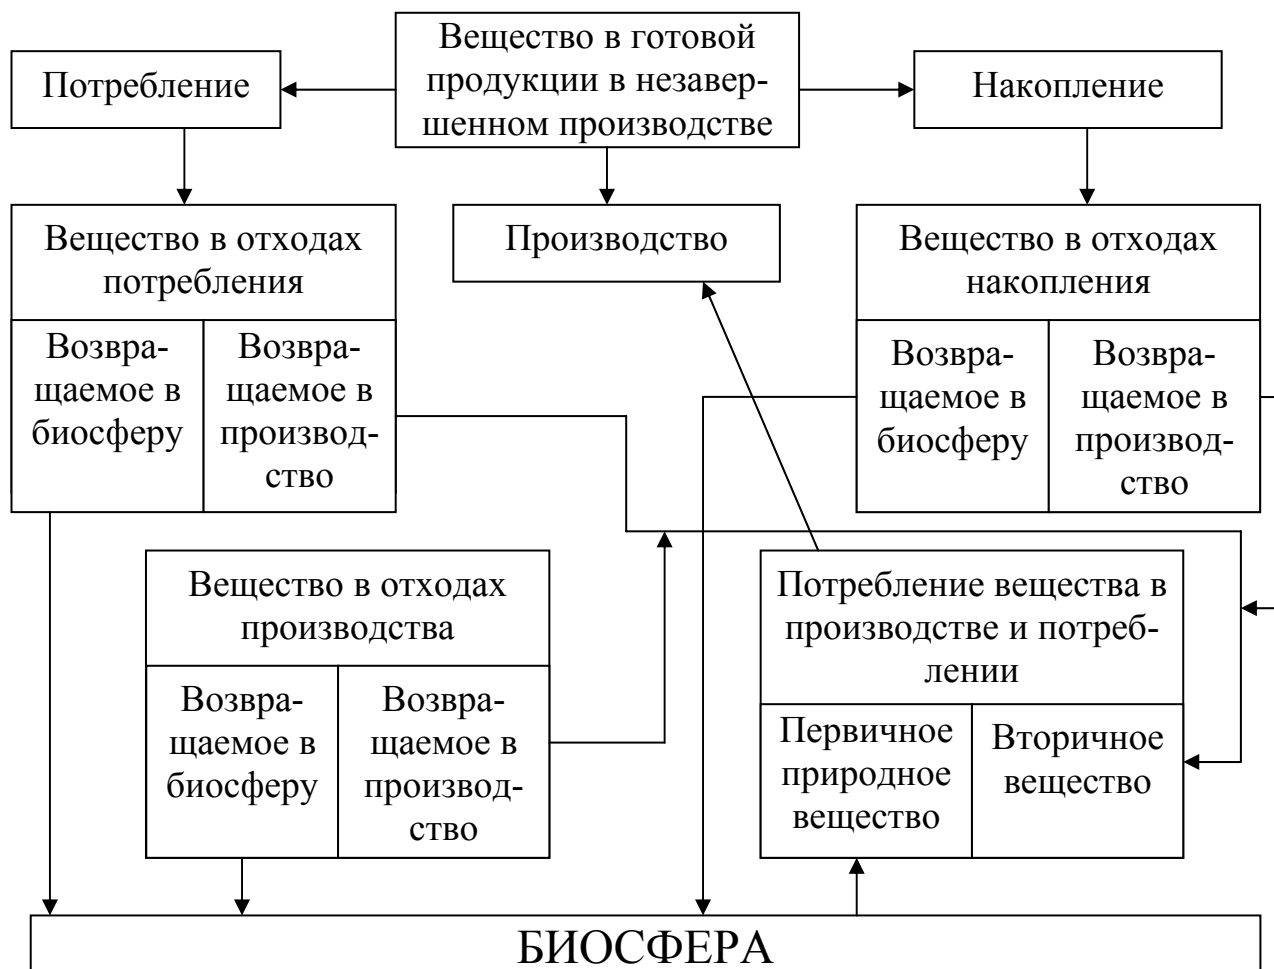 Вещество в готовой
продукции в незавер-
шенном производстве
Потребление
Накопление
Вещество в отходах
потребления
Производство
Вещество в отходах
накопления
Возвра-
щаемое в
биосферу
Возвра-
щаемое в
производ-
ство
Возвра-
щаемое в
биосферу
Возвра-
щаемое в
производ-
ство
Вещество в отходах
производства
Потребление вещества в
производстве и потреб-
лении
Возвра-
щаемое в
биосферу
Возвра-
щаемое в
производ-
ство
Первичное
природное
вещество
Вторичное
вещество
БИОСФЕРА